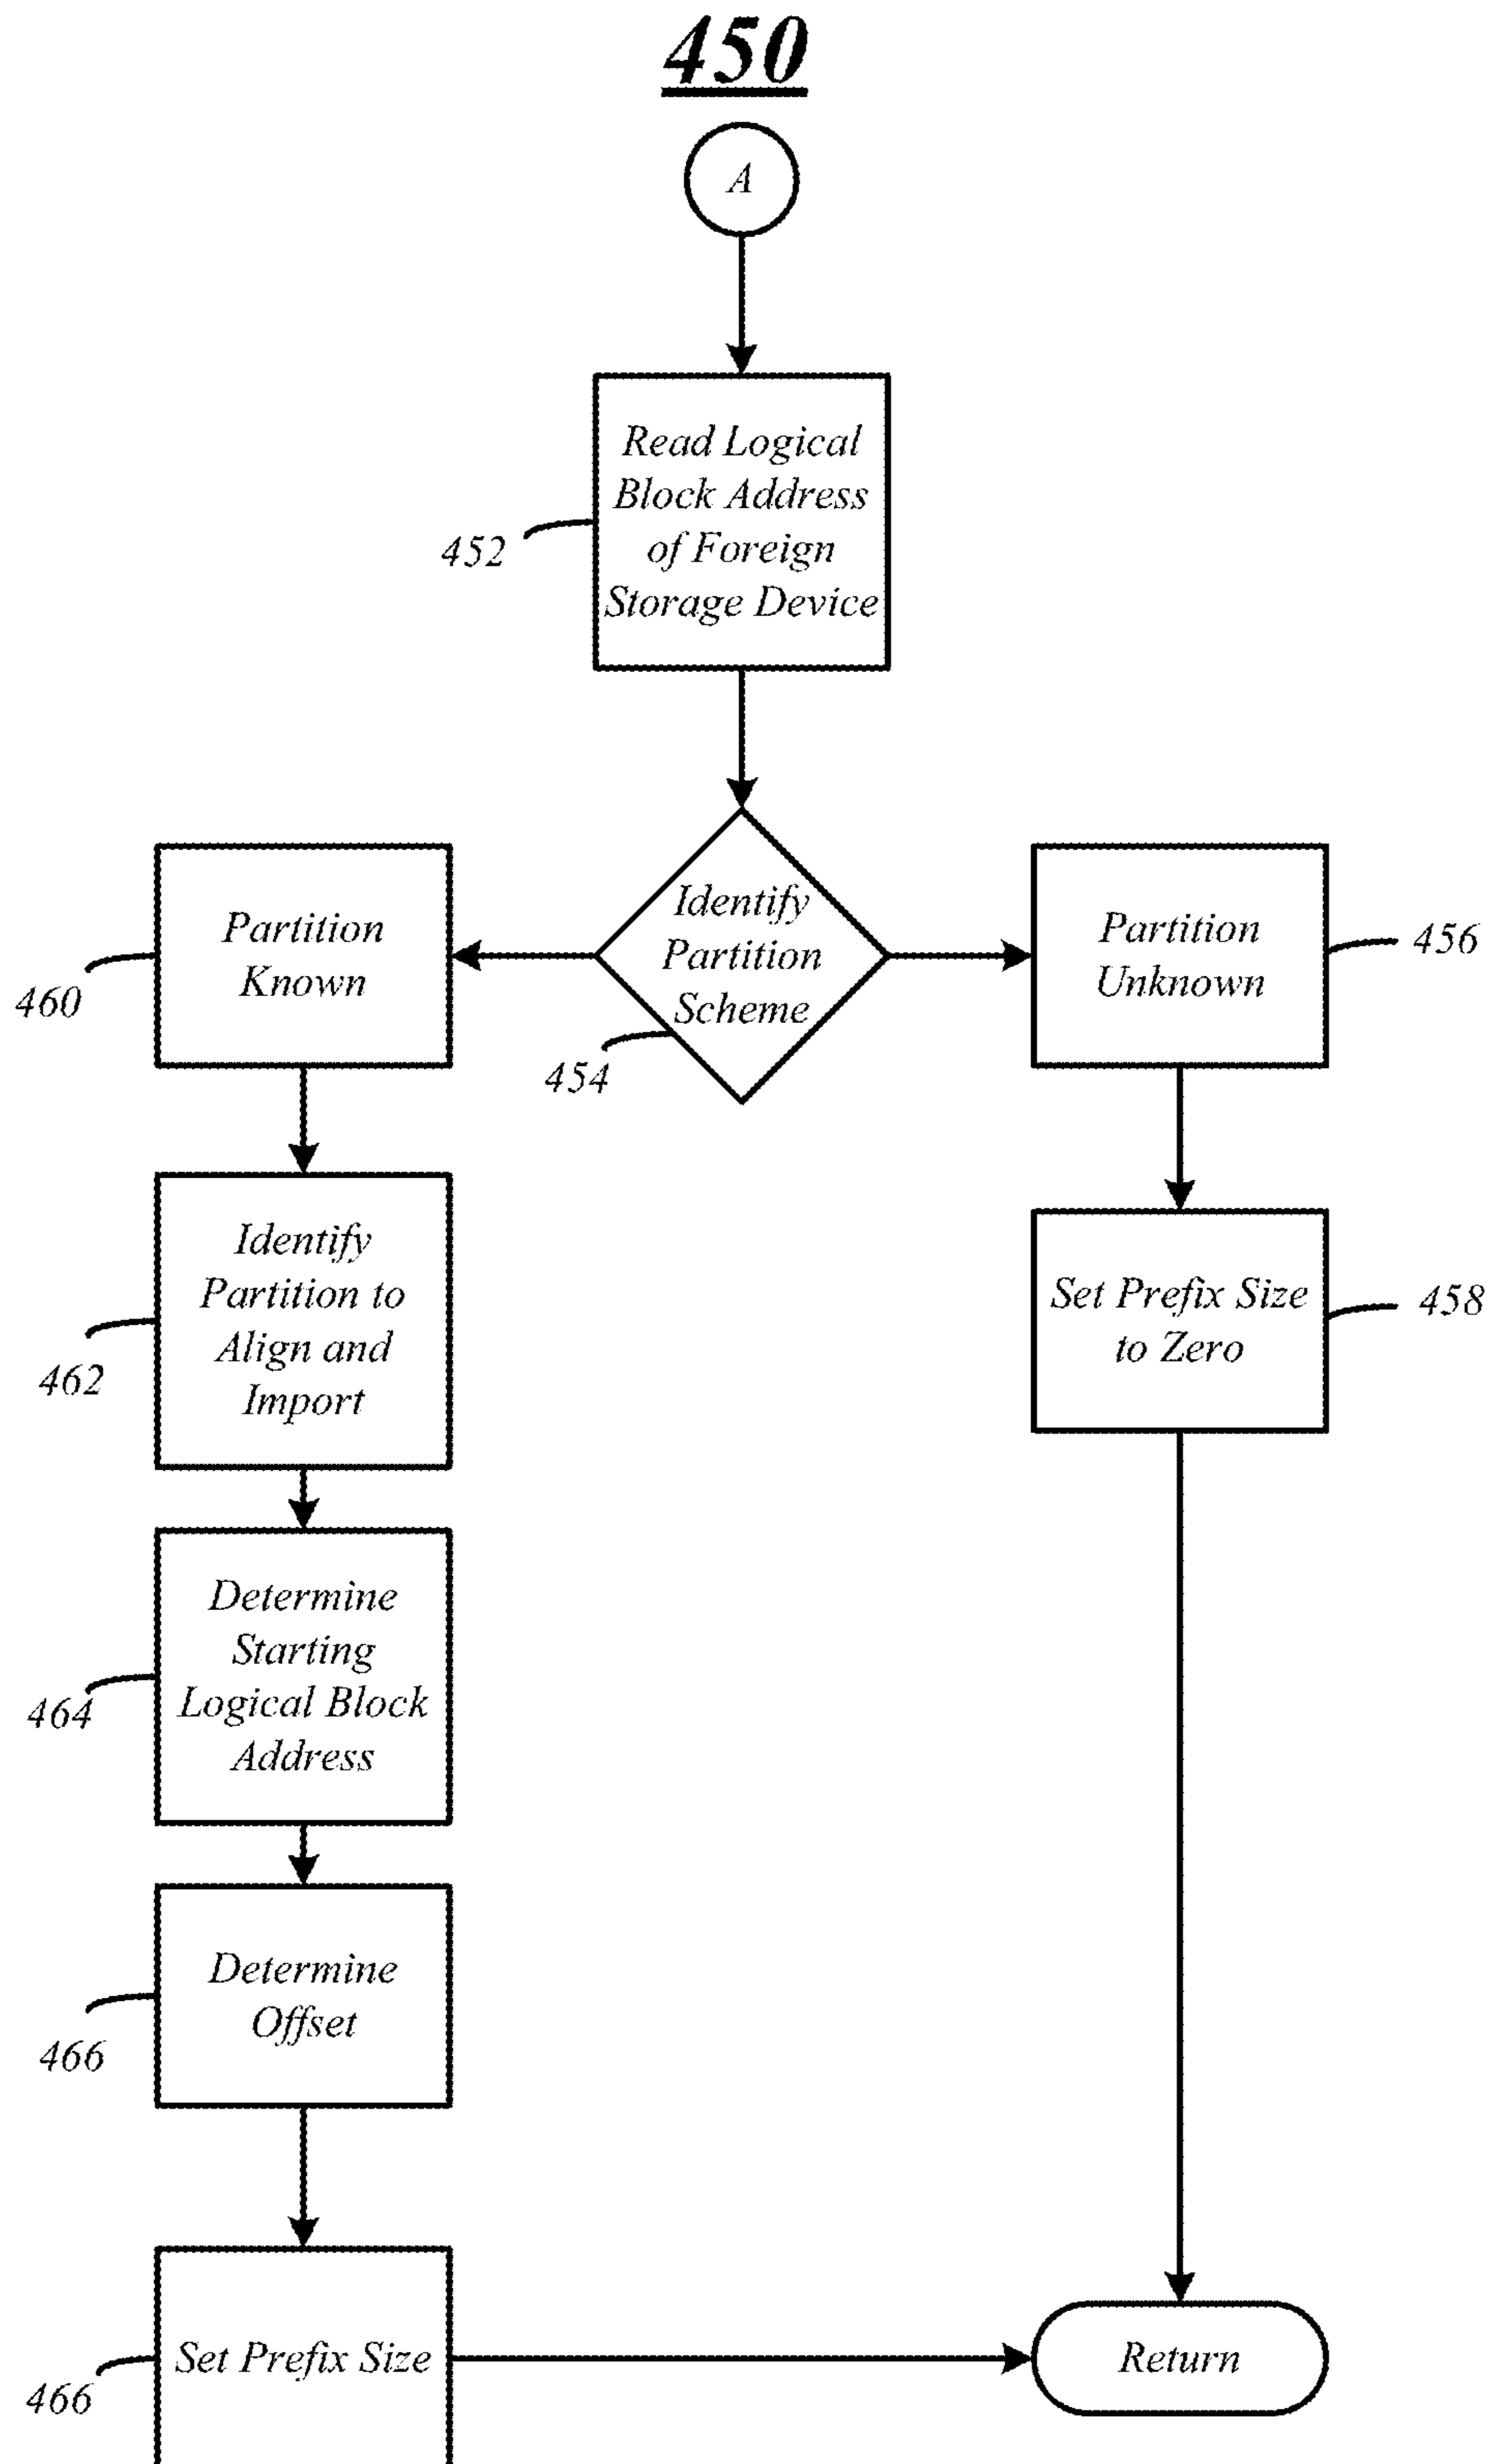 450
A
Read Logical
Block Address
of Foreign
Storage Device
452
Identify
Partition
Scheme
454
Partition
Known
460
Partition
Unknown
456
Identify
Partition to
Align and
Import
462
Set Prefix Size
to Zero
458
Determine
Starting
Logical Block
Address
464
Determine
Offset
466
Set Prefix Size
466
Return